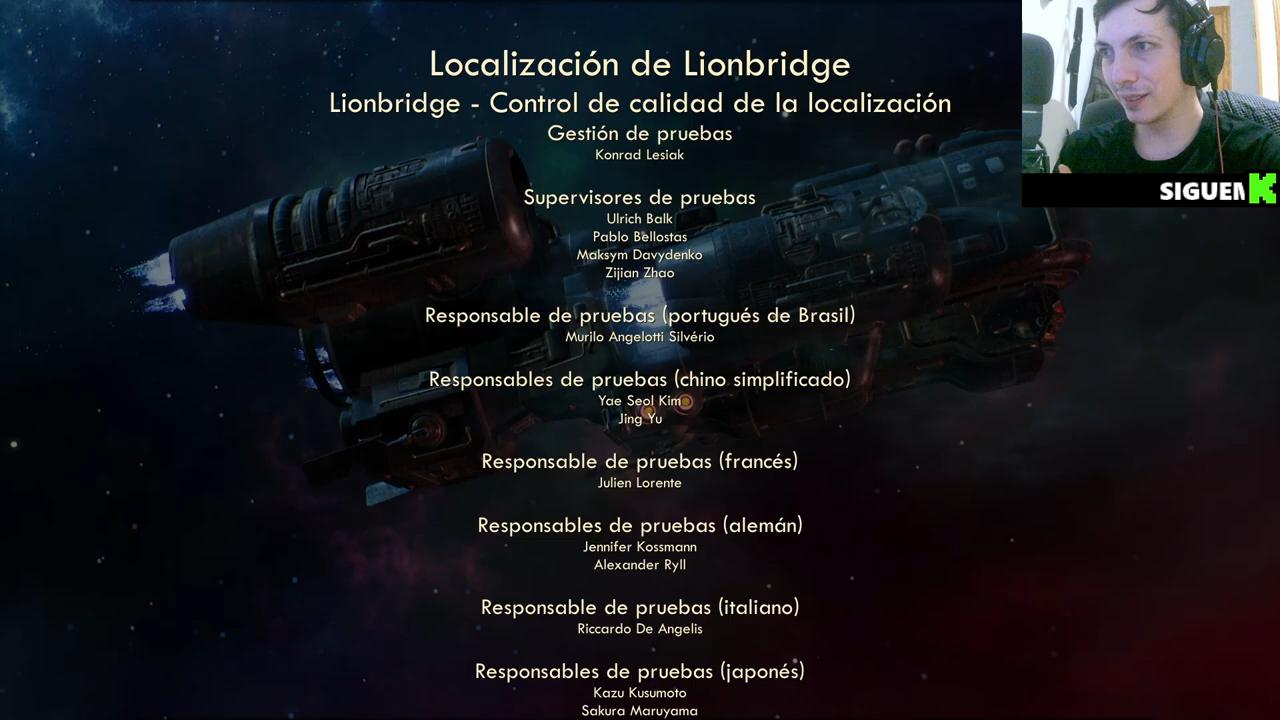 Localización de Lionbridge
Lionbridge - Control de calidad de la localización
Gestión de pruebas
Konrad Lesiak
Supervisores de pruebas
Ulrich Balk
Pablo Bellostas
Maksym Davydenko
Zijian Zhao
Responsable de pruebas (portugués de Brasil)
Murilo Angelotti Silvério
Responsables de pruebas (chino simplificado)
Yae Seol Kim
Jing Yu
Responsable de pruebas (francés)
Julien Lorente
Responsables de pruebas (alemán)
Jennifer Kossmann
Alexander Ryll
Responsable de pruebas (italiano)
Riccardo De Angelis
Responsables de pruebas (japonés)
Kazu Kusumoto
Sakura Maruyama
SIGUEN
K